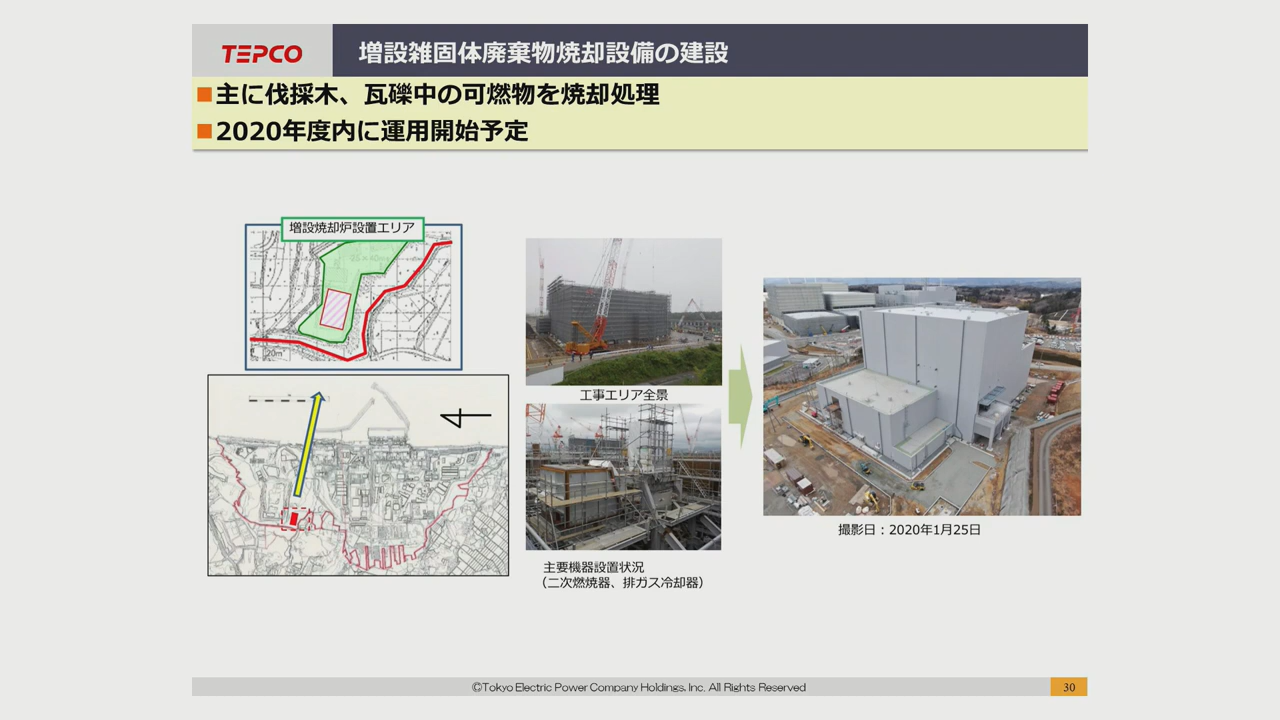 TEPCO
増設雑固体廃棄物焼却設備の建設
■主に伐採木、瓦礫中の可燃物を焼却処理
■2020年度内に運用開始予定
増設焼却炉設置エリア
工事エリア全景
主要機器設置状況
（二次燃焼器、排ガス冷却器）
撮影日：2020年1月25日
©Tokyo Electric Power Company Holdings, Inc. All Rights Reserved
30